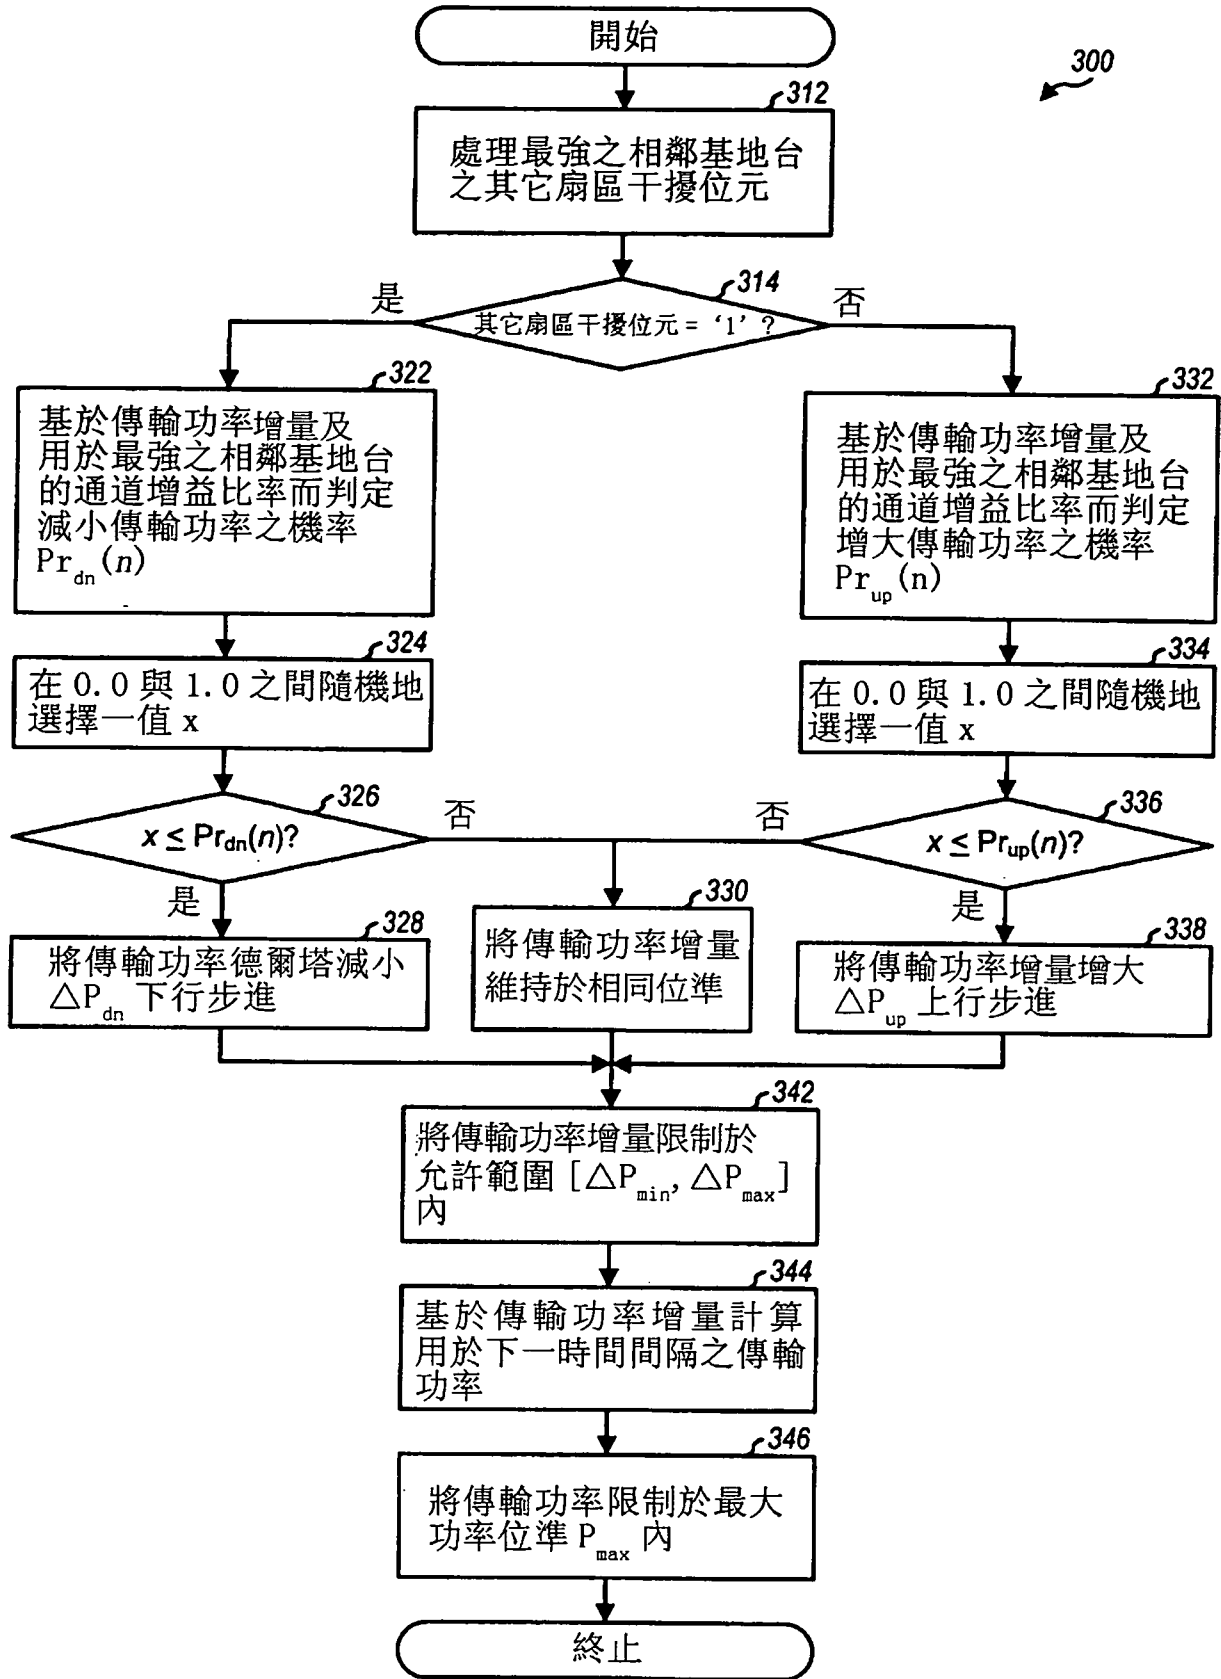 開始
300
312
處理最強之相鄰基地台
之其它扇區干擾位元
314
是
否
其它扇區干擾位元 = ‘1’ ?
322
基於傳輸功率增量及
用於最強之相鄰基地台
的通道增益比率而判定
減小傳輸功率之機率
Pr_dn(n)
332
基於傳輸功率增量及
用於最強之相鄰基地台
的通道增益比率而判定
增大傳輸功率之機率
Pr_up(n)
324
在 0.0 與 1.0 之間隨機地
選擇一值 x
334
在 0.0 與 1.0 之間隨機地
選擇一值 x
326
x ≤ Pr_dn(n)?
否
否
336
x ≤ Pr_up(n)?
是
是
328
將傳輸功率德爾塔減小
△P_dn 下行步進
330
將傳輸功率增量
維持於相同位準
338
將傳輸功率增量增大
△P_up 上行步進
342
將傳輸功率增量限制於
允許範圍 [△P_min, △P_max]
內
344
基於傳輸功率增量計算
用於下一時間間隔之傳輸
功率
346
將傳輸功率限制於最大
功率位準 P_max 內
終止